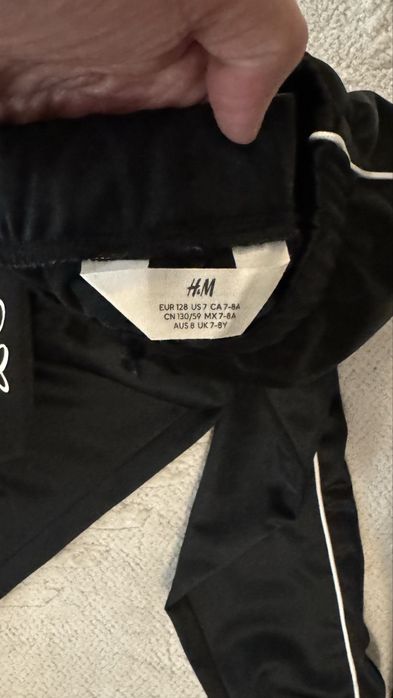 H&M
EUR 128 US 7 CA 7-8A
CN 130/59 MX 7-8A
AUS 8 UK 7-8Y